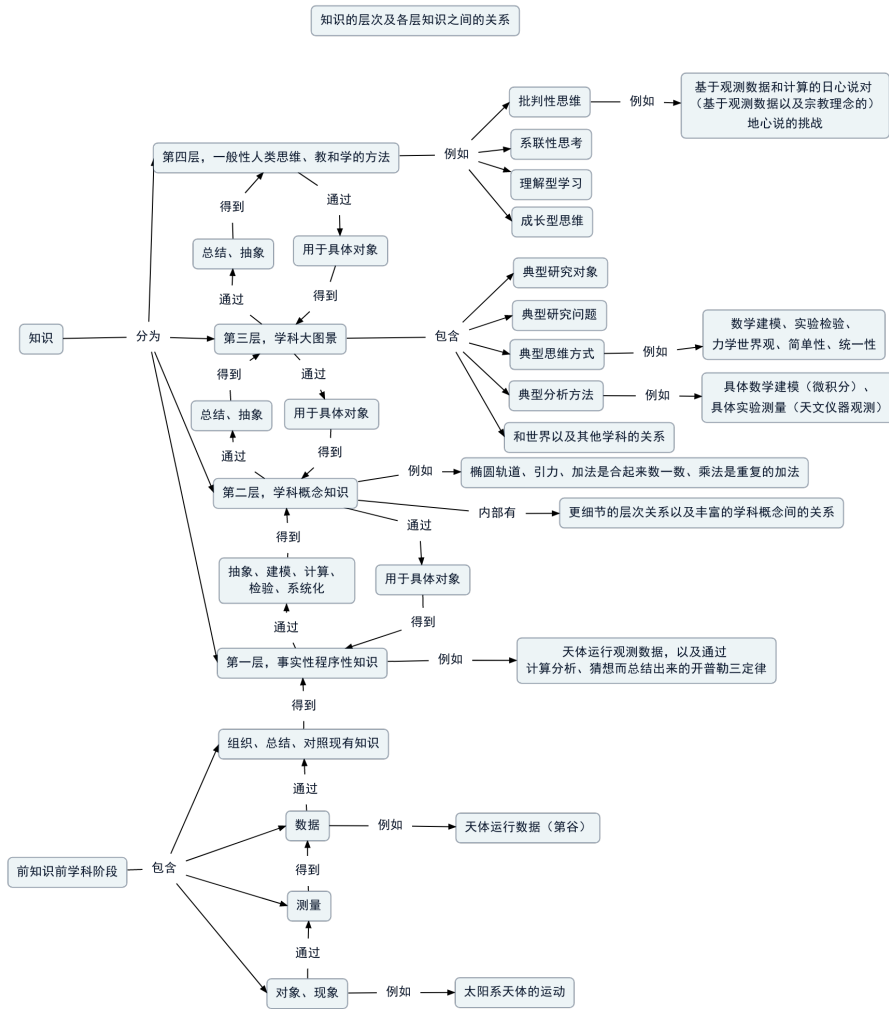 知识的层次及各层知识之间的关系
基于观测数据和计算的日心说对
（基于观测数据以及宗教理念的）
地心说的挑战
批判性思维
例如
系联性思考
第四层，一般性人类思维、教和学的方法
例如
理解型学习
成长型思维
得到
通过
总结、抽象
用于具体对象
典型研究对象
通过
得到
典型研究问题
知识
分为
第三层，学科大图景
包含
数学建模、实验检验、
力学世界观、简单性、统一性
典型思维方式
例如
得到
通过
典型分析方法
例如
具体数学建模（微积分）、
具体实验测量（天文仪器观测）
总结、抽象
用于具体对象
和世界以及其他学科的关系
通过
得到
例如
椭圆轨道、引力、加法是合起来数一数、乘法是重复的加法
第二层，学科概念知识
内部有
更细节的层次关系以及丰富的学科概念间的关系
得到
通过
抽象、建模、计算、
检验、系统化
用于具体对象
通过
得到
第一层，事实性程序性知识
例如
天体运行观测数据，以及通过
计算分析、猜想而总结出来的开普勒三定律
得到
组织、总结、对照现有知识
通过
数据
例如
天体运行数据（第谷）
前知识前学科阶段
包含
得到
测量
通过
对象、现象
例如
太阳系天体的运动